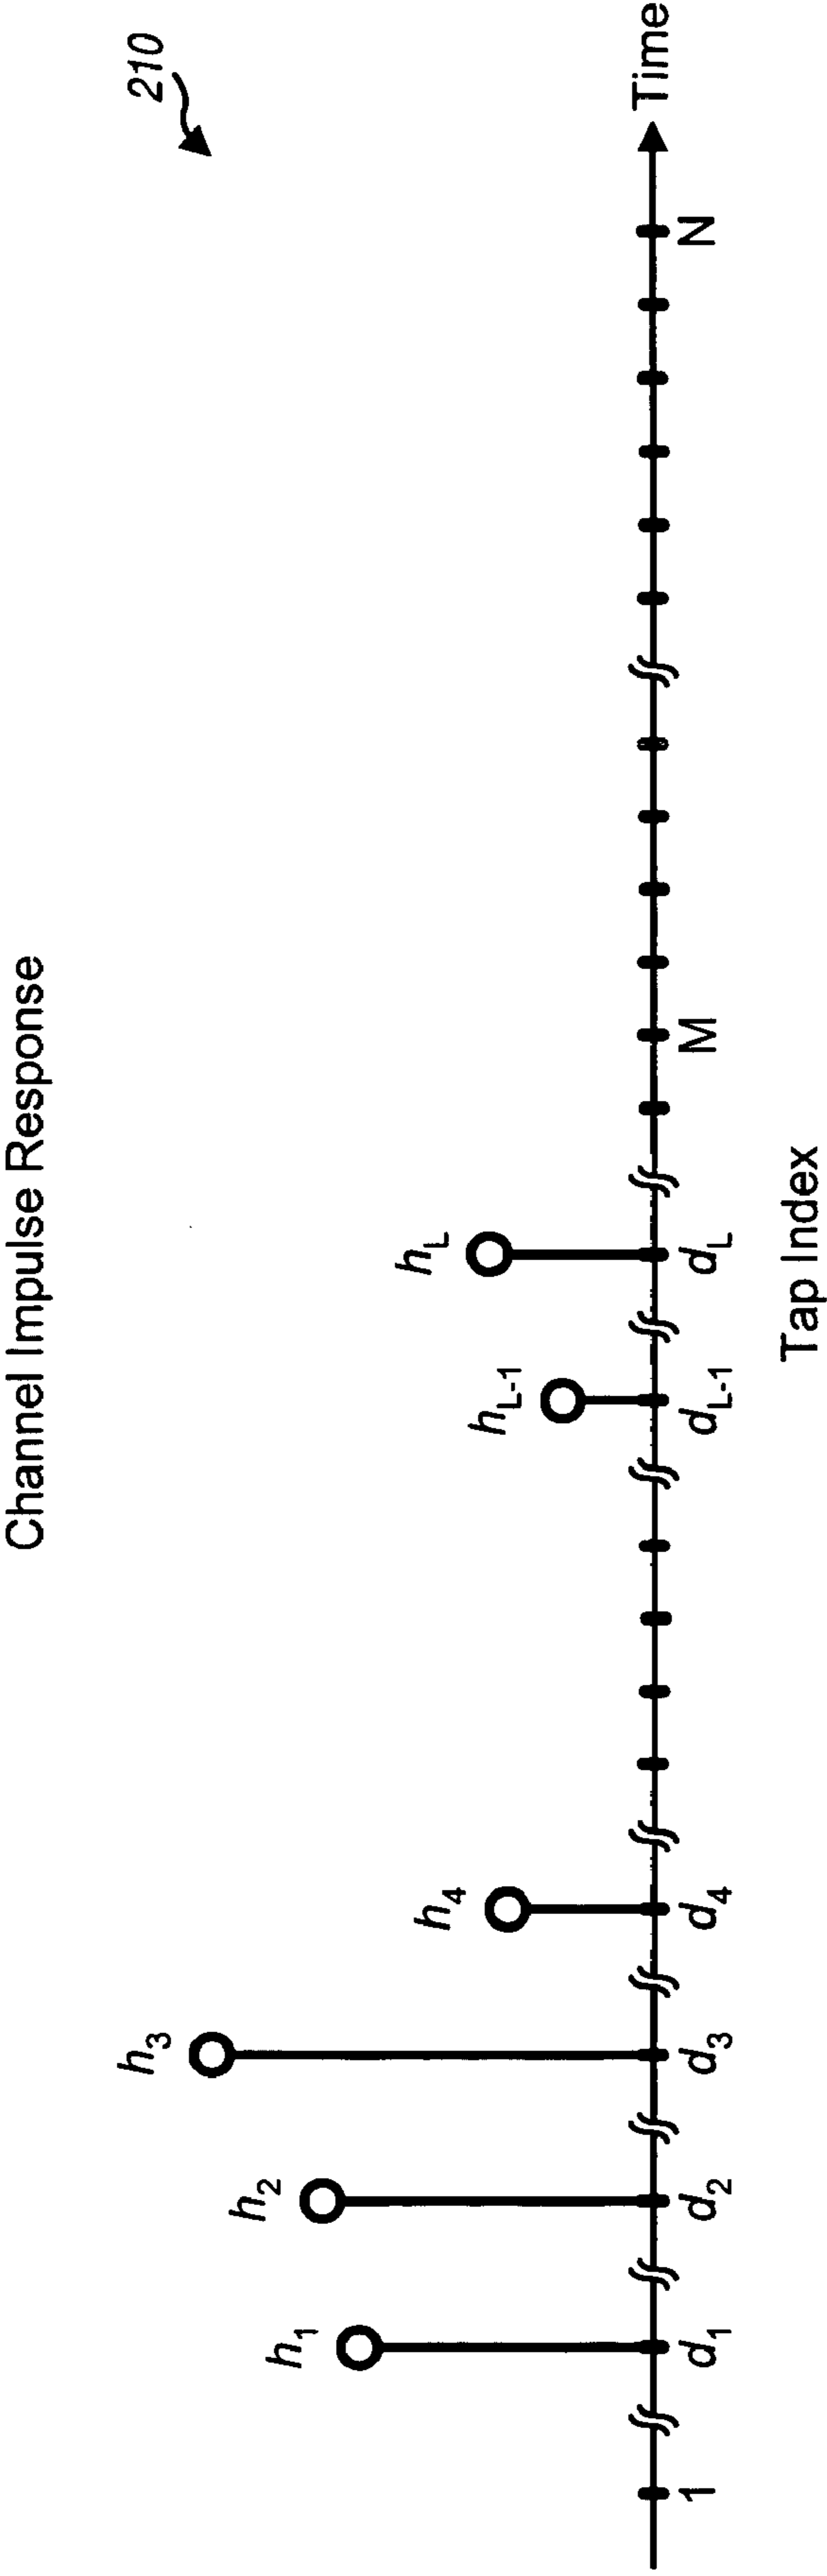 Channel Impulse Response
210
h1
h2
h3
h4
hL-1
hL
1
d1
d2
d3
d4
dL-1
dL
M
N
Time
Tap Index